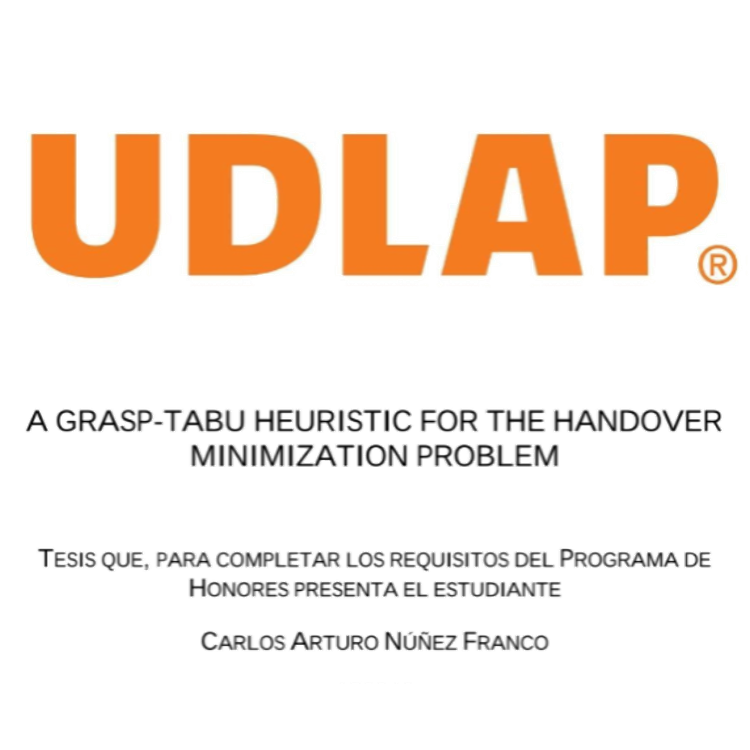 UDLAP®
A GRASP-TABU HEURISTIC FOR THE HANDOVER
MINIMIZATION PROBLEM
TESIS QUE, PARA COMPLETAR LOS REQUISITOS DEL PROGRAMA DE
HONORES PRESENTA EL ESTUDIANTE
CARLOS ARTURO NÚÑEZ FRANCO